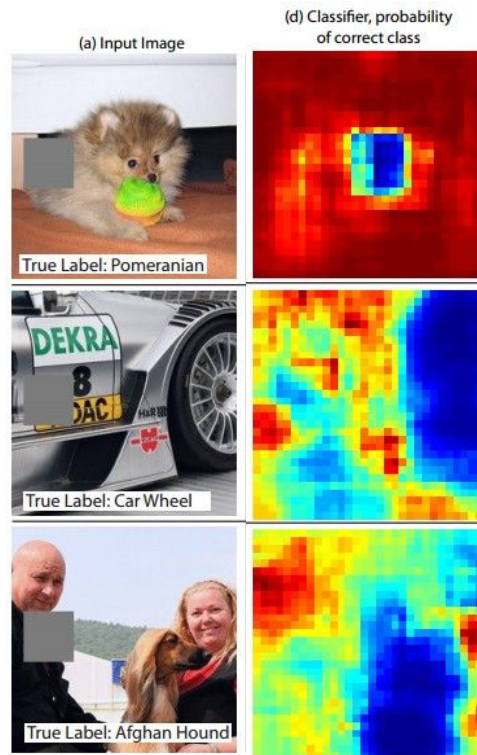 (a) Input Image
(d) Classifier, probability
of correct class
True Label: Pomeranian
DEKRA
8
DAC
H&R
True Label: Car Wheel
True Label: Afghan Hound